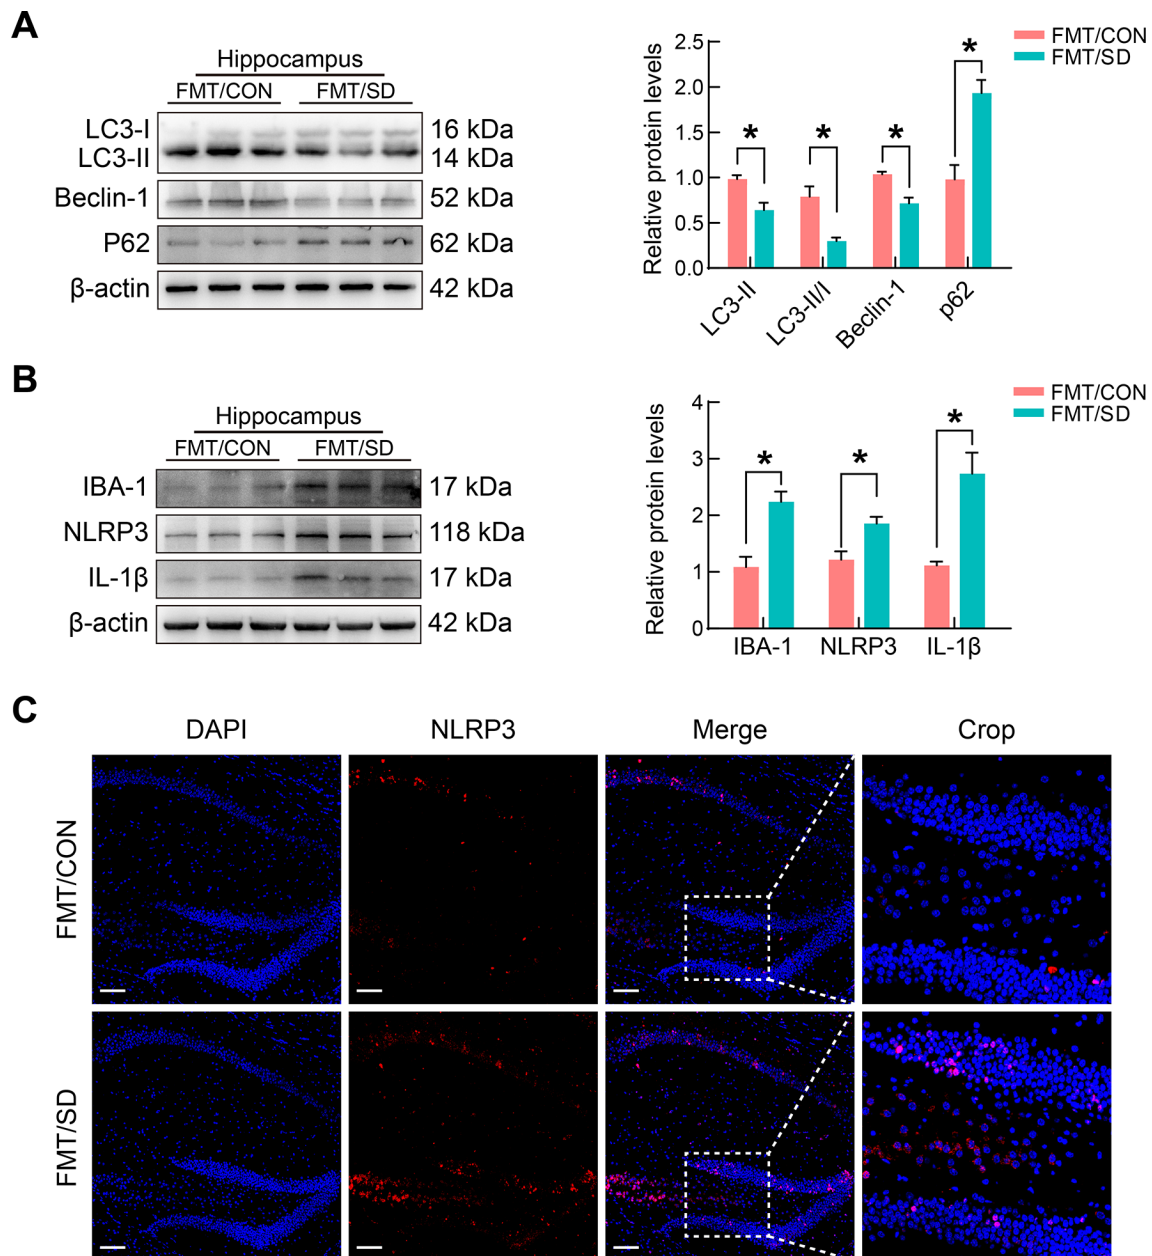 A
Hippocampus
FMT/CON FMT/SD
LC3-I 16 kDa
LC3-II 14 kDa
Beclin-1 52 kDa
P62 62 kDa
β-actin 42 kDa
Relative protein levels
2.5
2.0
1.5
1.0
0.5
0.0
* * * *
LC3-II LC3-II/I Beclin-1 p62
FMT/CON
FMT/SD
B
Hippocampus
FMT/CON FMT/SD
IBA-1 17 kDa
NLRP3 118 kDa
IL-1β 17 kDa
β-actin 42 kDa
Relative protein levels
4
3
2
1
0
* * *
IBA-1 NLRP3 IL-1β
FMT/CON
FMT/SD
C
DAPI NLRP3 Merge Crop
FMT/CON
FMT/SD